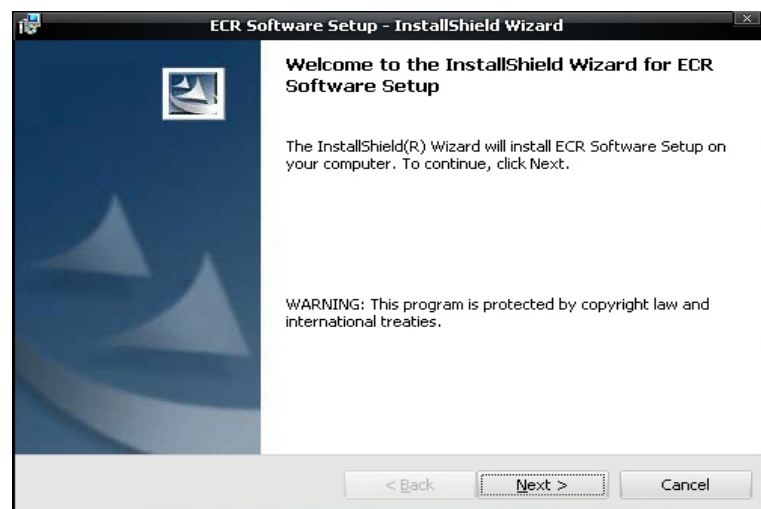 ECR Software Setup - InstallShield Wizard
Welcome to the InstallShield Wizard for ECR
Software Setup
The InstallShield(R) Wizard will install ECR Software Setup on
your computer. To continue, click Next.
WARNING: This program is protected by copyright law and
international treaties.
< Back Next > Cancel